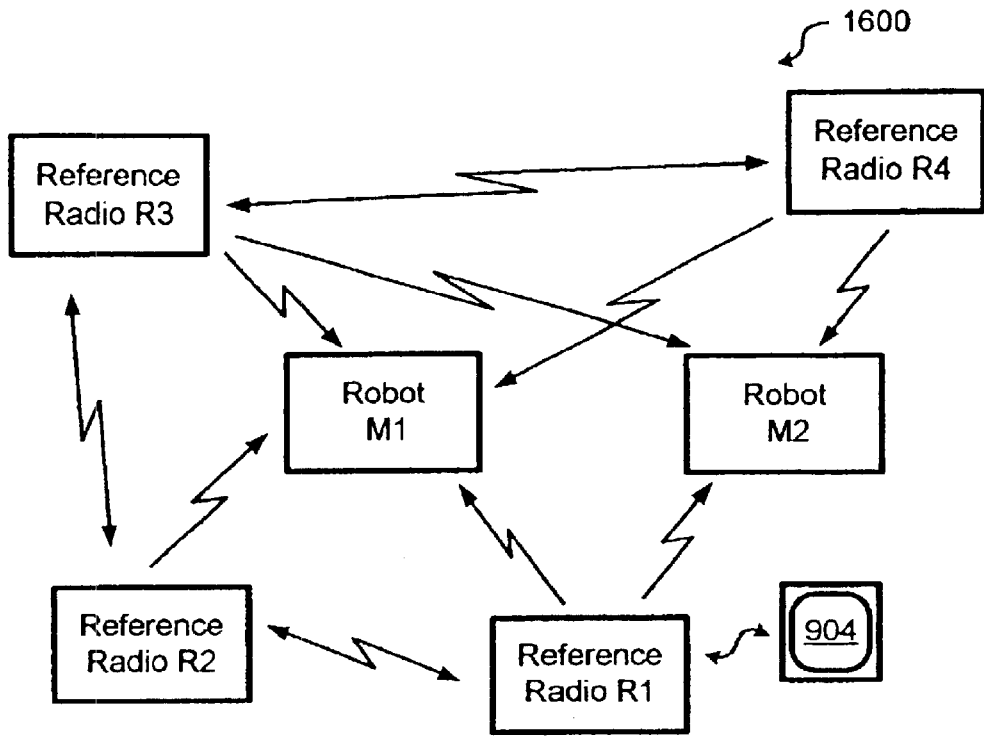 1600
Reference
Radio R4
Reference
Radio R3
Robot
M1
Robot
M2
Reference
Radio R2
Reference
Radio R1
904